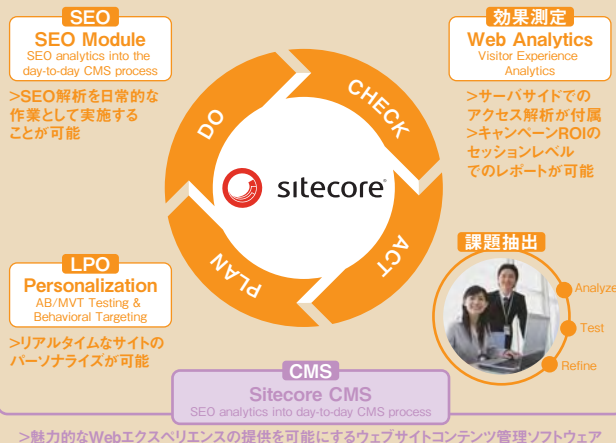 SEO
SEO Module
SEO analytics into the
day-to-day CMS process
>SEO解析を日常的な
作業として実施する
ことが可能
効果測定
Web Analytics
Visitor Experience
Analytics
>サーバサイドでの
アクセス解析が付属
>キャンペーンROIの
セッションレベル
でのレポートが可能
DO
CHECK
ACT
PLAN
sitecore
LPO
Personalization
AB/MVT Testing &
Behavioral Targeting
>リアルタイムなサイトの
パーソナライズが可能
課題抽出
Analyze
Test
Refine
CMS
Sitecore CMS
SEO analytics into day-to-day CMS process
>魅力的なWebエクスペリエンスの提供を可能にするウェブサイトコンテンツ管理ソフトウェア